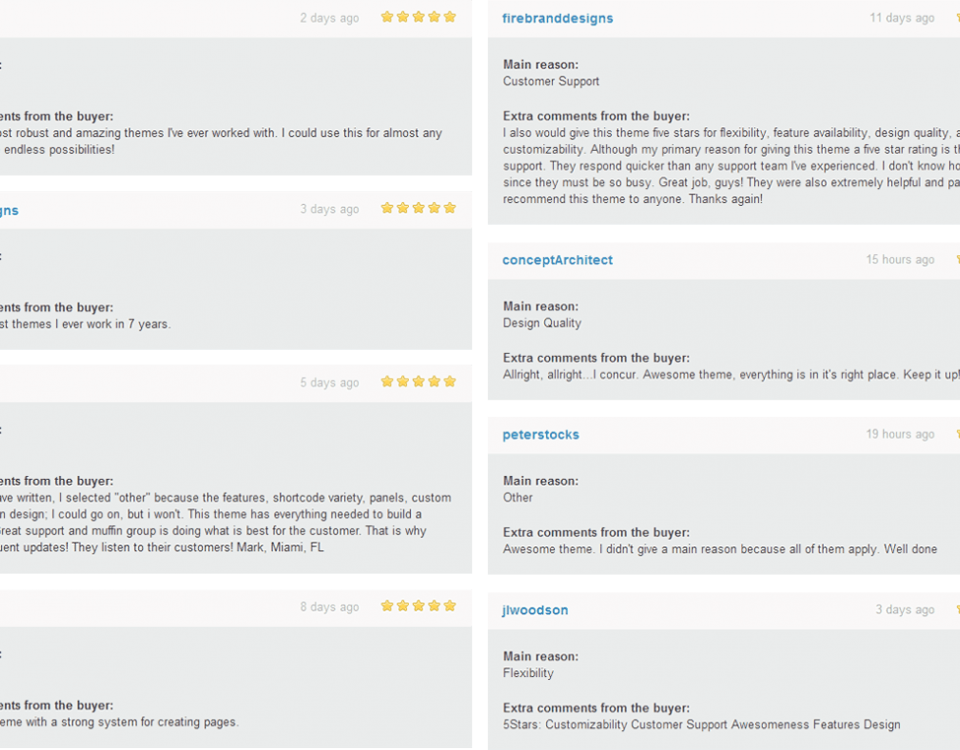 2 days ago
:
ents from the buyer:
ost robust and amazing themes I've ever worked with. I could use this for almost any
endless possibilities!
gns 3 days ago
:
ents from the buyer:
st themes I ever work in 7 years.
5 days ago
:
ents from the buyer:
ave written, I selected "other" because the features, shortcode variety, panels, custom
n design; I could go on, but i won't. This theme has everything needed to build a
Great support and muffin group is doing what is best for the customer. That is why
uent updates! They listen to their customers! Mark, Miami, FL
8 days ago
:
ents from the buyer:
eme with a strong system for creating pages.
firebranddesigns 11 days ago
Main reason:
Customer Support
Extra comments from the buyer:
I also would give this theme five stars for flexibility, feature availability, design quality, a
customizability. Although my primary reason for giving this theme a five star rating is th
support. They respond quicker than any support team I've experienced. I don't know ho
since they must be so busy. Great job, guys! They were also extremely helpful and pa
recommend this theme to anyone. Thanks again!
conceptArchitect 15 hours ago
Main reason:
Design Quality
Extra comments from the buyer:
Allright, allright...I concur. Awesome theme, everything is in it's right place. Keep it up!
peterstocks 19 hours ago
Main reason:
Other
Extra comments from the buyer:
Awesome theme. I didn't give a main reason because all of them apply. Well done
jlwoodson 3 days ago
Main reason:
Flexibility
Extra comments from the buyer:
5Stars: Customizability Customer Support Awesomeness Features Design